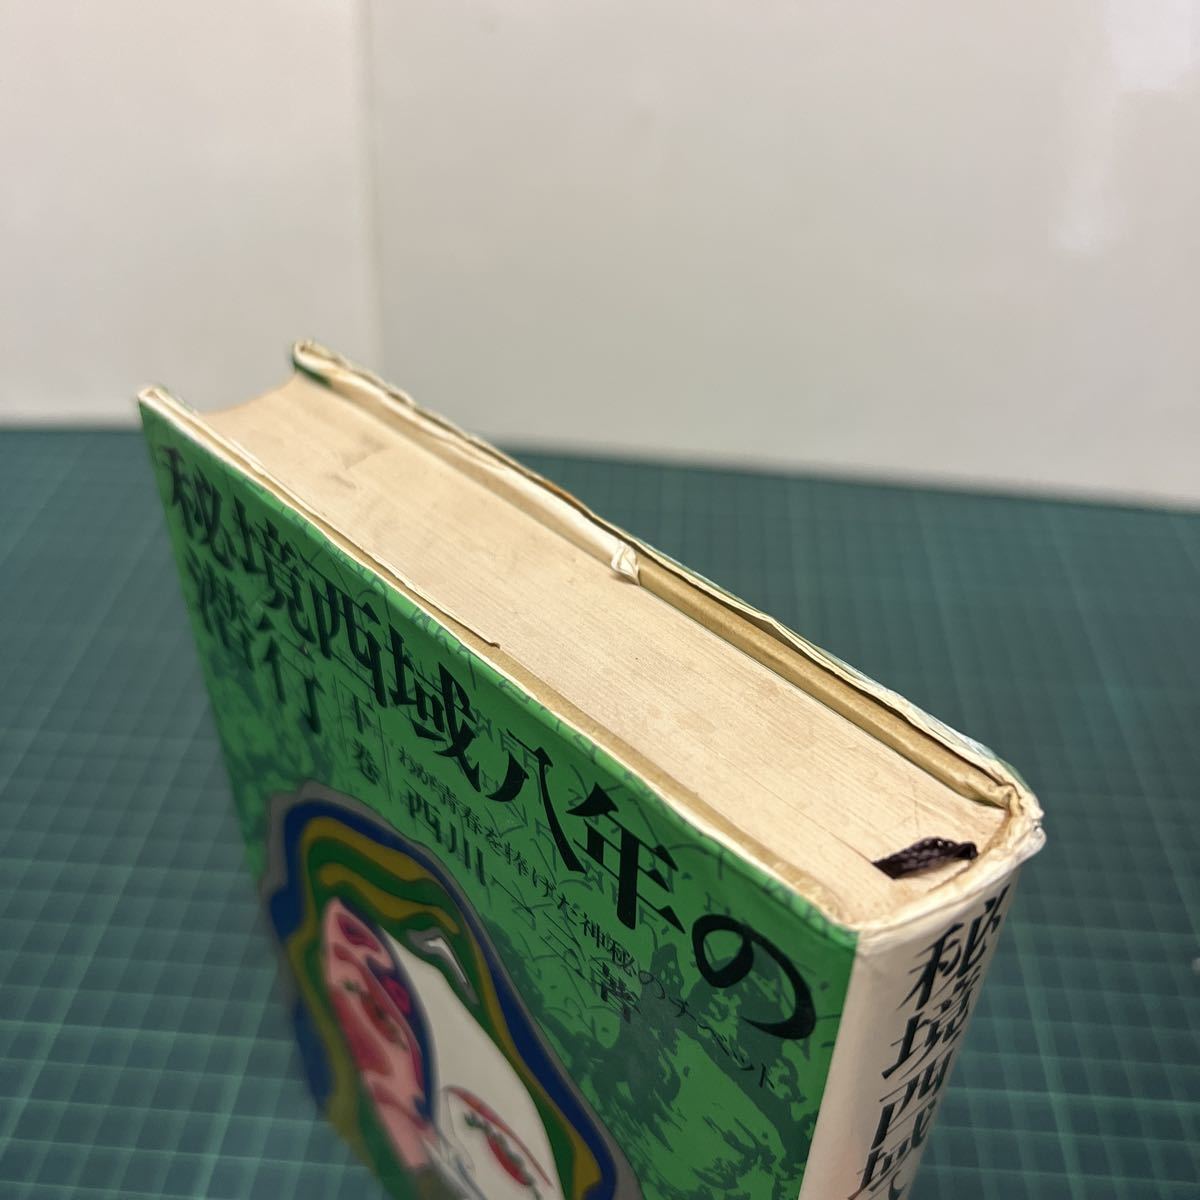 秘境西域八年の
潜行
下巻
わが青春を捧げた神秘のチベット
西川一三著
秘境西域